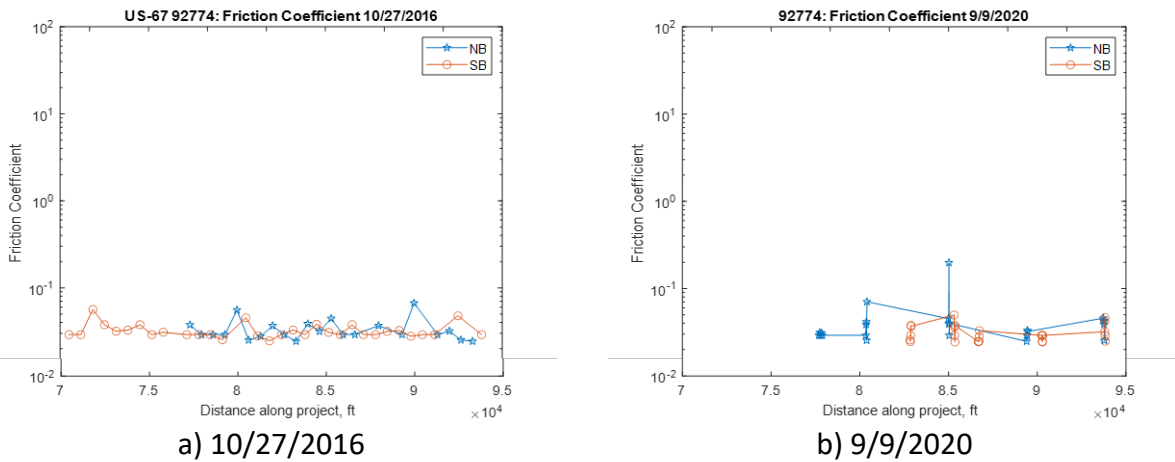 US-67 92774: Friction Coefficient 10/27/2016
10²
10¹
10⁰
10⁻¹
10⁻²
Friction Coefficient
NB
SB
7
7.5
8
8.5
9
9.5
×10⁴
Distance along project, ft
a) 10/27/2016
92774: Friction Coefficient 9/9/2020
10²
10¹
10⁰
10⁻¹
10⁻²
Friction Coefficient
NB
SB
7
7.5
8
8.5
9
9.5
×10⁴
Distance along project, ft
b) 9/9/2020